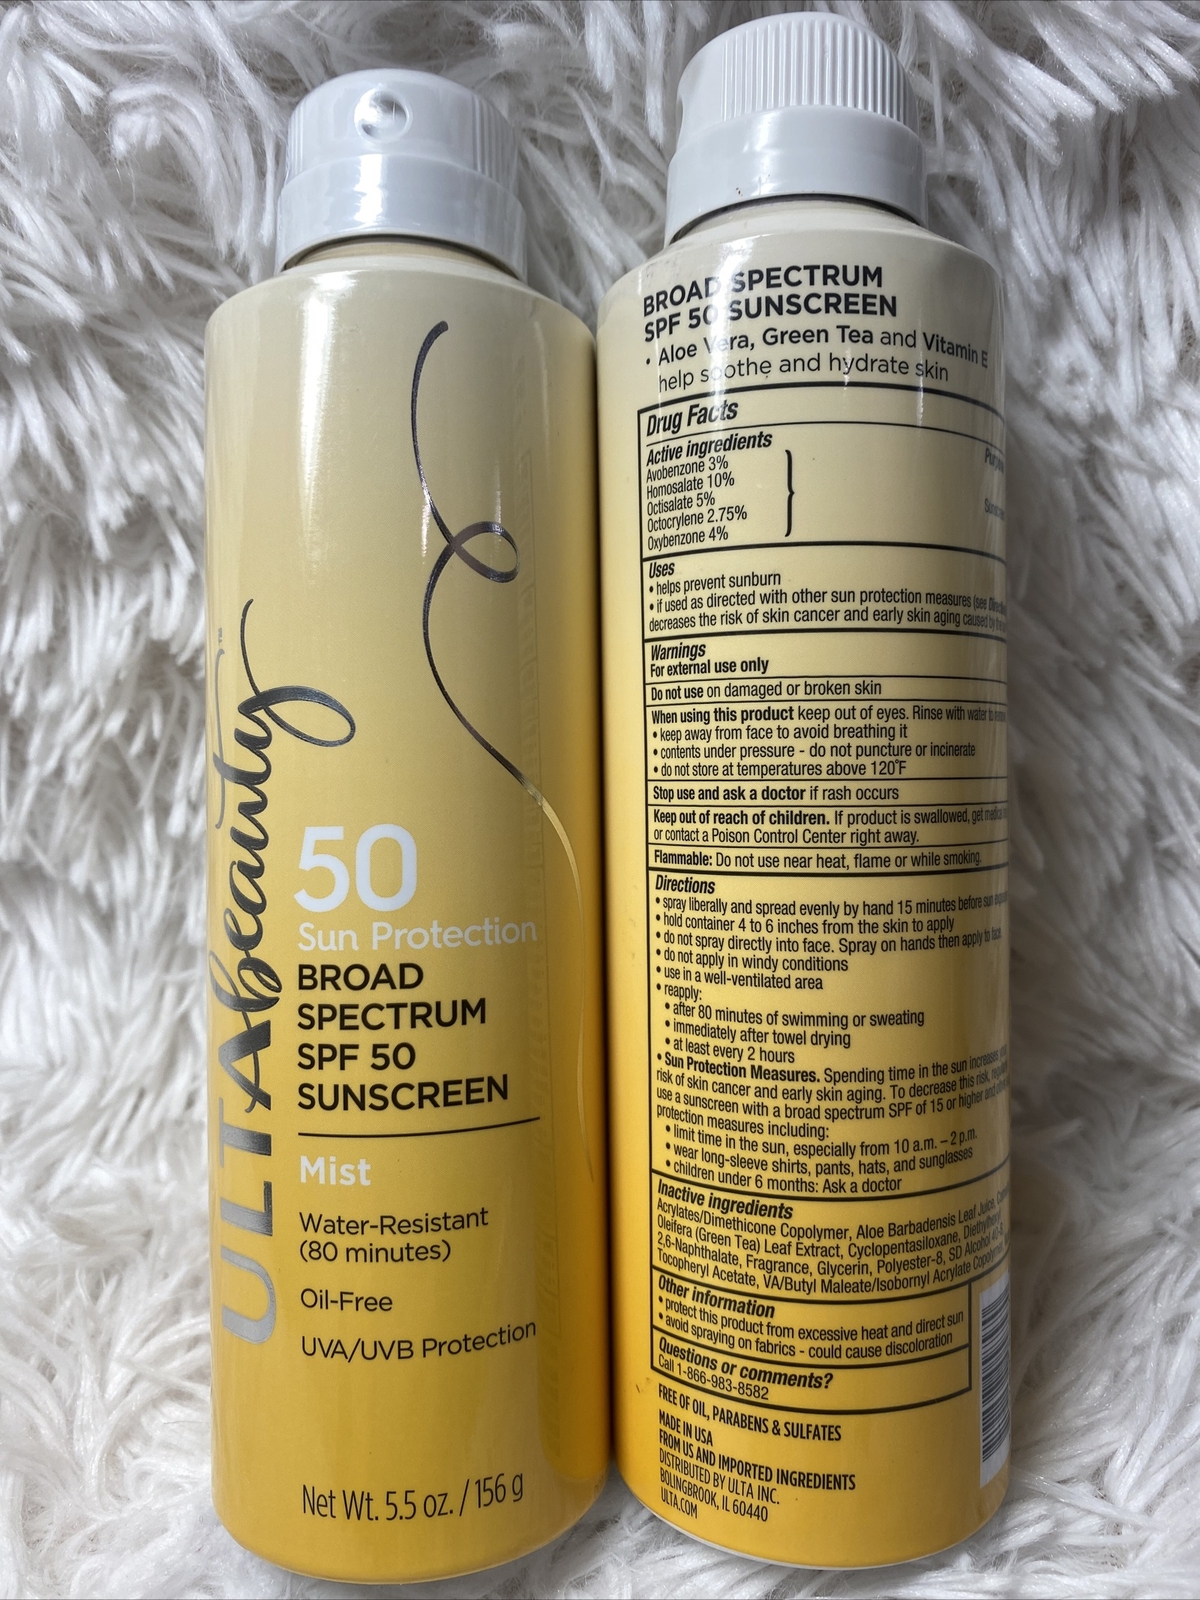 ULTAbeauty™
50
Sun Protection
BROAD
SPECTRUM
SPF 50
SUNSCREEN
Mist
Water-Resistant
(80 minutes)
Oil-Free
UVA/UVB Protection
Net Wt. 5.5 oz. / 156 g
BROAD SPECTRUM
SPF 50 SUNSCREEN
• Aloe Vera, Green Tea and Vitamin E
help soothe and hydrate skin
Drug Facts
Active ingredients
Avobenzone 3%
Homosalate 10%
Octisalate 5%
Octocrylene 2.75%
Oxybenzone 4%
Uses
• helps prevent sunburn
• if used as directed with other sun protection measures (see
decreases the risk of skin cancer and early skin aging caused by
Warnings
For external use only
Do not use on damaged or broken skin
When using this product keep out of eyes. Rinse with water to
• keep away from face to avoid breathing it
• contents under pressure - do not puncture or incinerate
• do not store at temperatures above 120°F
Stop use and ask a doctor if rash occurs
Keep out of reach of children. If product is swallowed, get
or contact a Poison Control Center right away.
Flammable: Do not use near heat, flame or while smoking.
Directions
• spray liberally and spread evenly by hand 15 minutes before sun
• hold container 4 to 6 inches from the skin to apply
• do not spray directly into face. Spray on hands then apply to face.
• do not apply in windy conditions
• use in a well-ventilated area
• reapply:
• after 80 minutes of swimming or sweating
• immediately after towel drying
• at least every 2 hours
• Sun Protection Measures. Spending time in the sun increases
risk of skin cancer and early skin aging. To decrease this risk,
use a sunscreen with a broad spectrum SPF of 15 or higher and
protection measures including:
• limit time in the sun, especially from 10 a.m. – 2 p.m.
• wear long-sleeve shirts, pants, hats, and sunglasses
• children under 6 months: Ask a doctor
Inactive ingredients
Acrylates/Dimethicone Copolymer, Aloe Barbadensis Leaf Juice,
Oleifera (Green Tea) Leaf Extract, Cyclopentasiloxane, Diethylhexyl
2,6-Naphthalate, Fragrance, Glycerin, Polyester-8, SD Alcohol 40-B,
Tocopheryl Acetate, VA/Butyl Maleate/Isobornyl Acrylate Copolymer,
Other information
• protect this product from excessive heat and direct sun
• avoid spraying on fabrics - could cause discoloration
Questions or comments?
Call 1-866-983-8582
FREE OF OIL, PARABENS & SULFATES
MADE IN USA
FROM US AND IMPORTED INGREDIENTS
DISTRIBUTED BY ULTA INC.
BOLINGBROOK, IL 60440
ULTA.COM